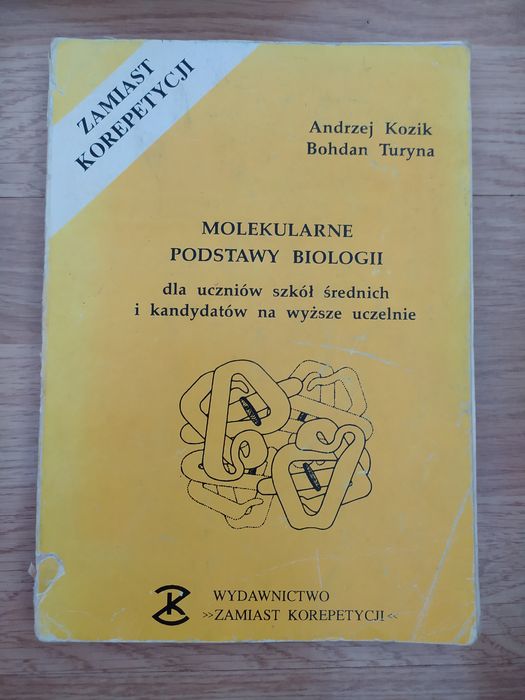 ZAMIAST
KOREPETYCJI
Andrzej Kozik
Bohdan Turyna
MOLEKULARNE
PODSTAWY BIOLOGII
dla uczniów szkół średnich
i kandydatów na wyższe uczelnie
ZK
WYDAWNICTWO
»ZAMIAST KOREPETYCJI«